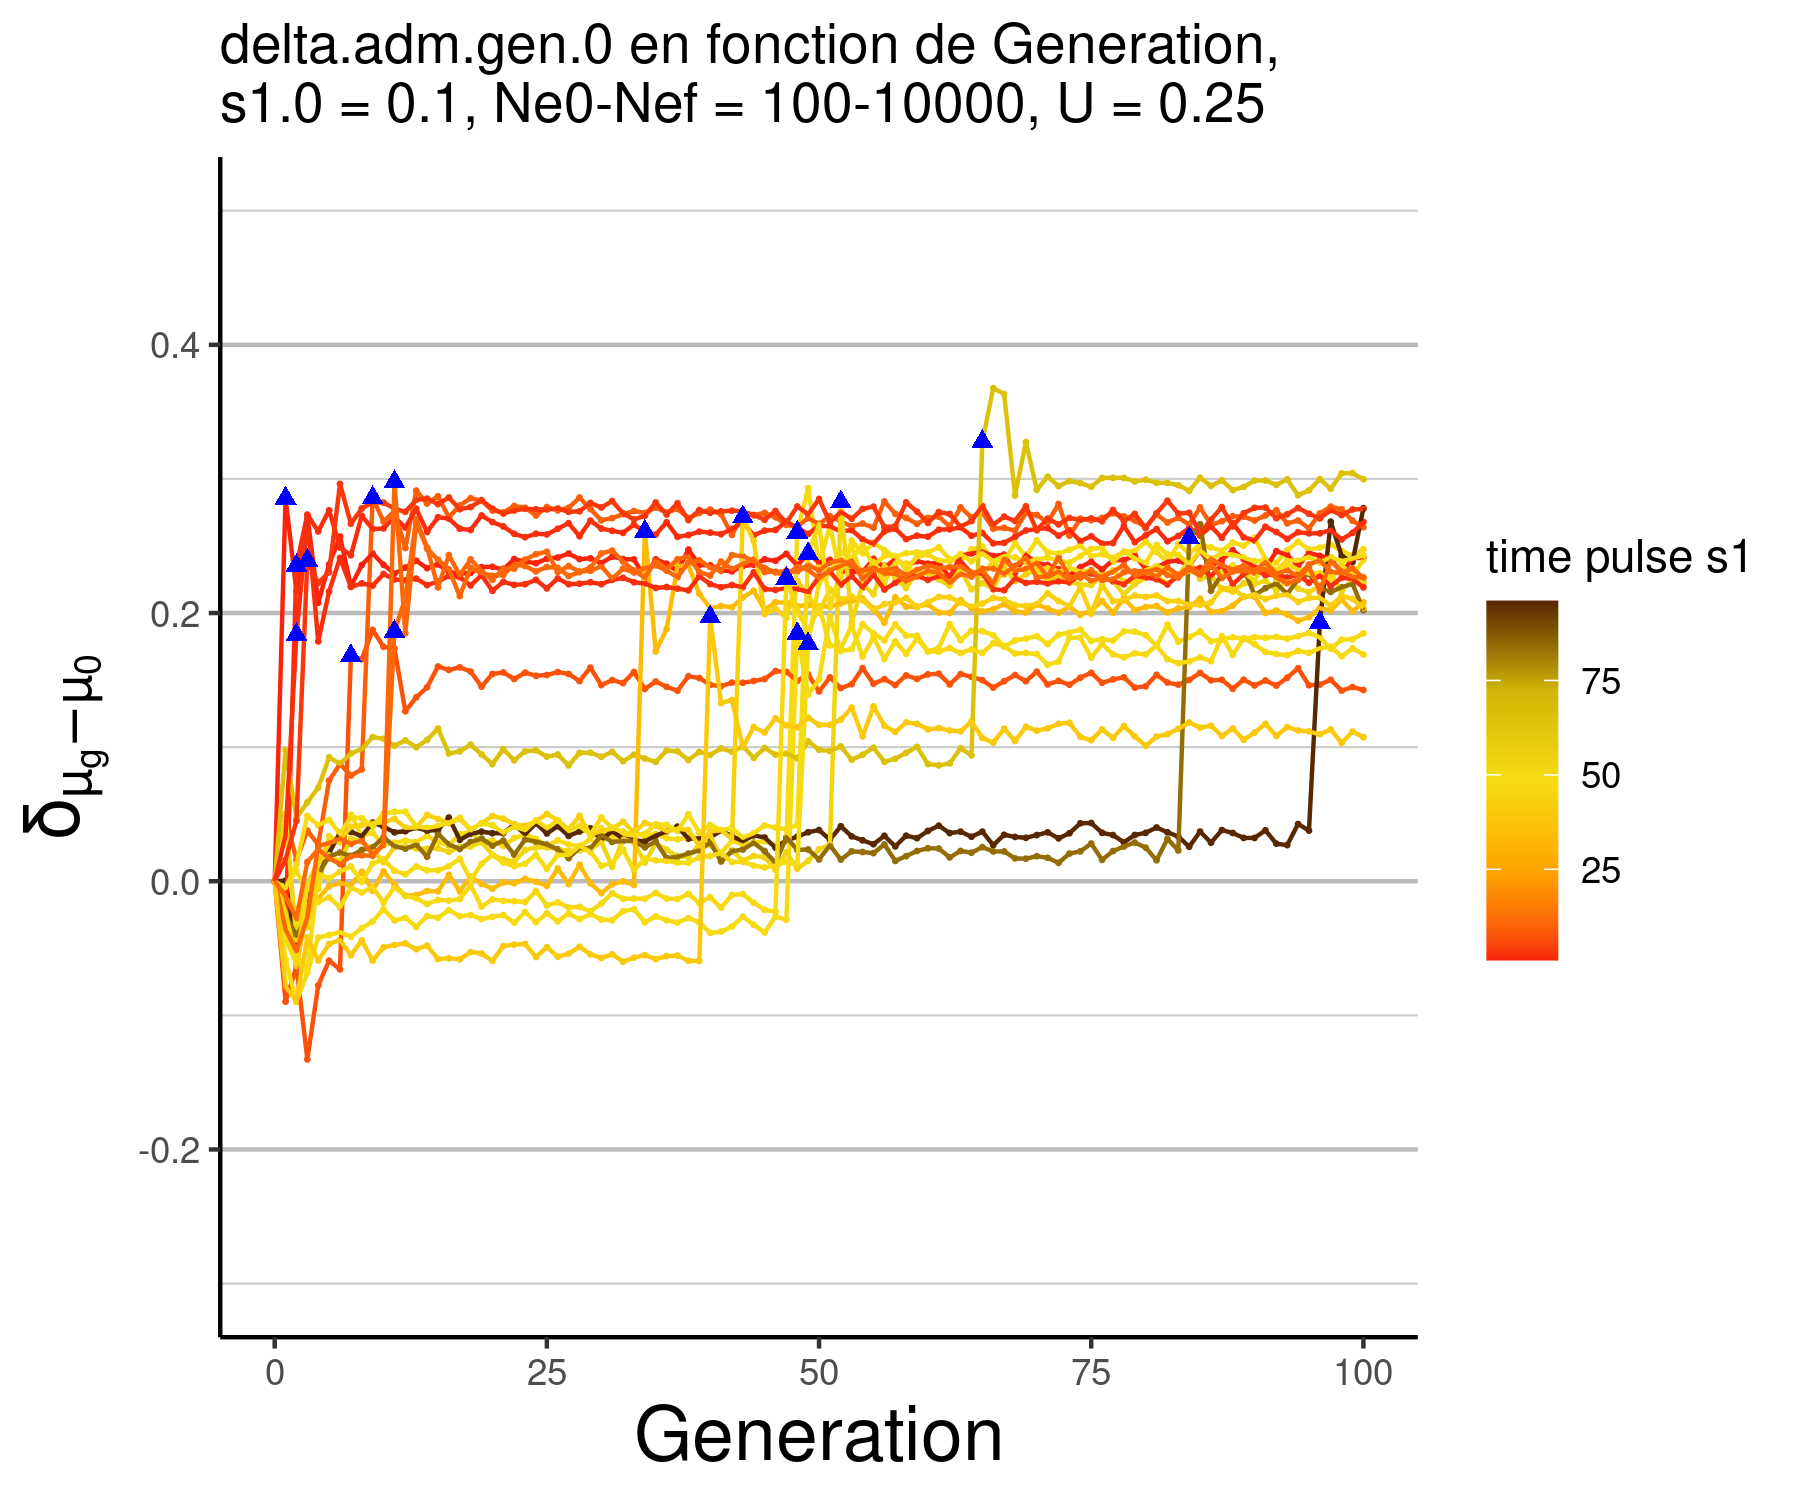 delta.adm.gen.0 en fonction de Generation,
s1.0 = 0.1, Ne0-Nef = 100-10000, U = 0.25
δμg−μ0
0.4
0.2
0.0
-0.2
0
25
50
75
100
Generation
time pulse s1
75
50
25